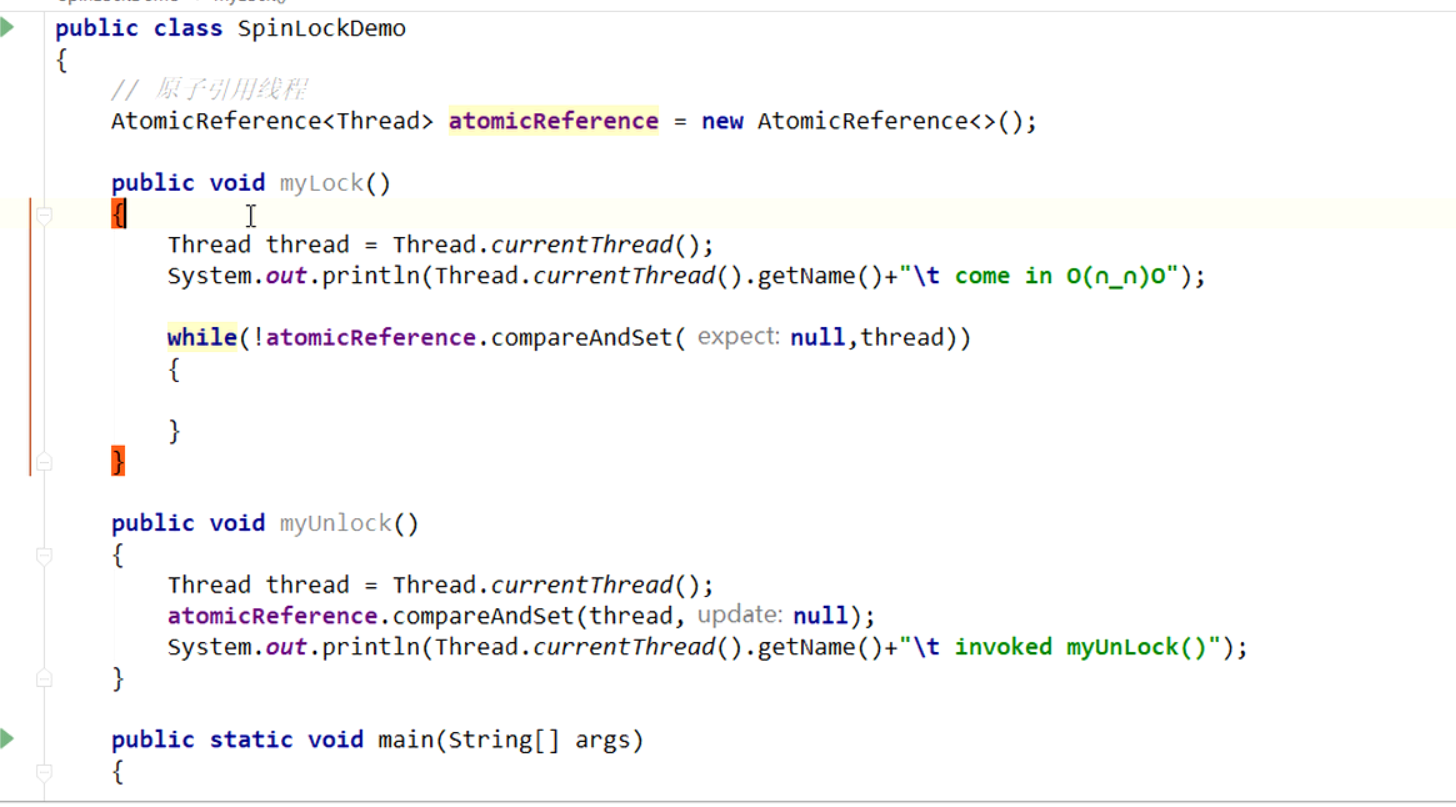 public class SpinLockDemo
{
// 原子引用线程
AtomicReference<Thread> atomicReference = new AtomicReference<>();
public void myLock()
{
Thread thread = Thread.currentThread();
System.out.println(Thread.currentThread().getName()+"\t come in O(∩_∩)O");
while(!atomicReference.compareAndSet( expect: null,thread))
{
}
}
public void myUnlock()
{
Thread thread = Thread.currentThread();
atomicReference.compareAndSet(thread, update: null);
System.out.println(Thread.currentThread().getName()+"\t invoked myUnLock()");
}
public static void main(String[] args)
{